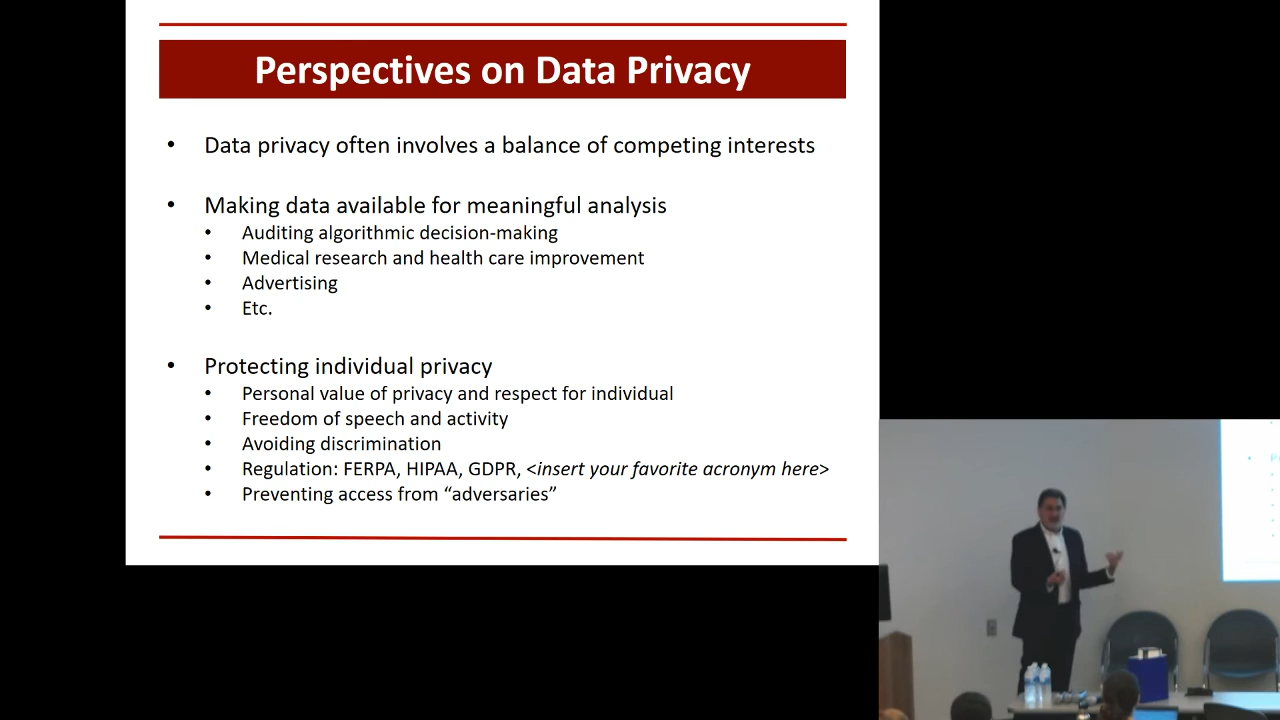 Perspectives on Data Privacy
• Data privacy often involves a balance of competing interests
• Making data available for meaningful analysis
• Auditing algorithmic decision-making
• Medical research and health care improvement
• Advertising
• Etc.
• Protecting individual privacy
• Personal value of privacy and respect for individual
• Freedom of speech and activity
• Avoiding discrimination
• Regulation: FERPA, HIPAA, GDPR, <insert your favorite acronym here>
• Preventing access from “adversaries”